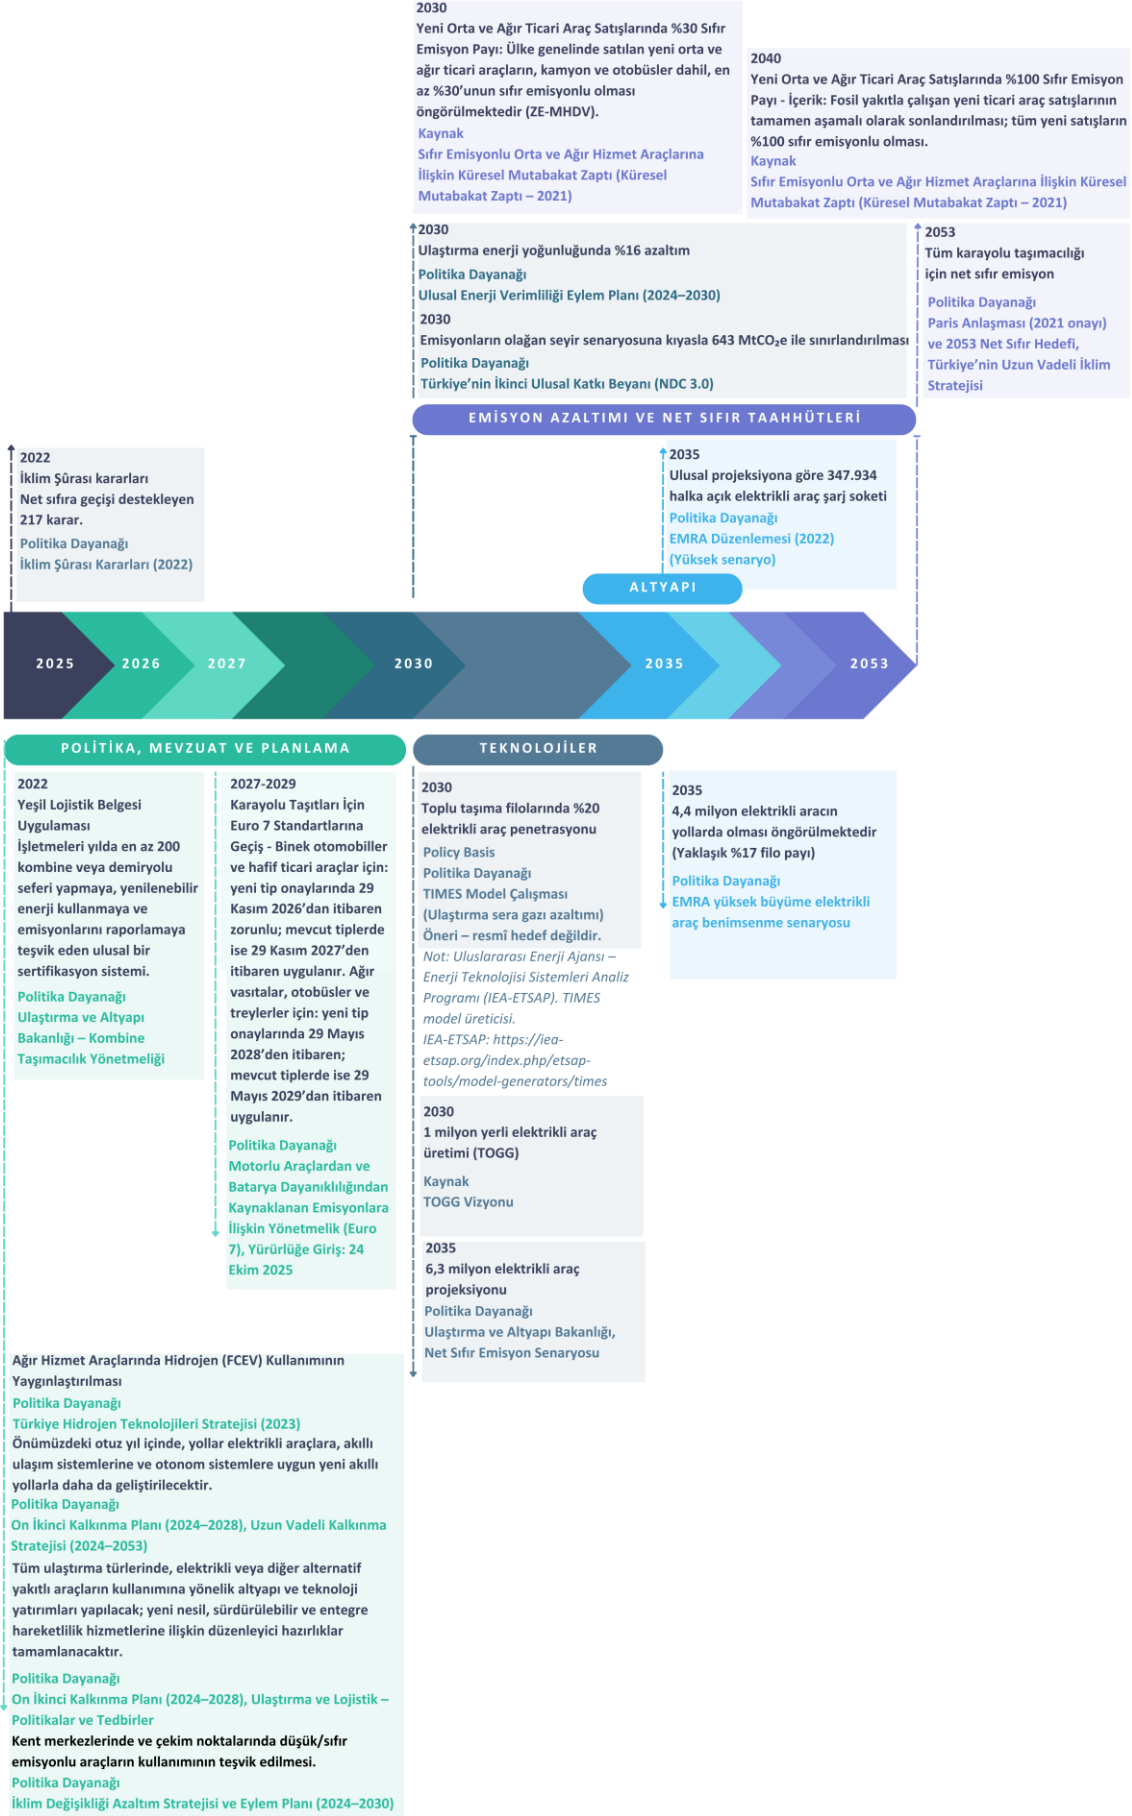 2030
Yeni Orta ve Ağır Ticari Araç Satışlarında %30 Sıfır
Emisyon Payı: Ülke genelinde satılan yeni orta ve
ağır ticari araçların, kamyon ve otobüsler dahil, en
az %30’unun sıfır emisyonlu olması
öngörülmektedir (ZE-MHDV).
Kaynak
Sıfır Emisyonlu Orta ve Ağır Hizmet Araçlarına
İlişkin Küresel Mutabakat Zaptı (Küresel
Mutabakat Zaptı – 2021)
2040
Yeni Orta ve Ağır Ticari Araç Satışlarında %100 Sıfır Emisyon
Payı - İçerik: Fosil yakıtla çalışan yeni ticari araç satışlarının
tamamen aşamalı olarak sonlandırılması; tüm yeni satışların
%100 sıfır emisyonlu olması.
Kaynak
Sıfır Emisyonlu Orta ve Ağır Hizmet Araçlarına İlişkin Küresel
Mutabakat Zaptı (Küresel Mutabakat Zaptı – 2021)
2030
Ulaştırma enerji yoğunluğunda %16 azaltım
Politika Dayanağı
Ulusal Enerji Verimliliği Eylem Planı (2024–2030)
2030
Emisyonların olağan seyir senaryosuna kıyasla 643 MtCO₂e ile sınırlandırılması
Politika Dayanağı
Türkiye’nin İkinci Ulusal Katkı Beyanı (NDC 3.0)
2053
Tüm karayolu taşımacılığı
için net sıfır emisyon
Politika Dayanağı
Paris Anlaşması (2021 onayı)
ve 2053 Net Sıfır Hedefi,
Türkiye’nin Uzun Vadeli İklim
Stratejisi
EMİSYON AZALTIMI VE NET SIFIR TAAHHÜTLERİ
2022
İklim Şûrası kararları
Net sıfıra geçişi destekleyen
217 karar.
Politika Dayanağı
İklim Şûrası Kararları (2022)
2035
Ulusal projeksiyona göre 347.934
halka açık elektrikli araç şarj soketi
Politika Dayanağı
EMRA Düzenlemesi (2022)
(Yüksek senaryo)
ALTYAPI
2025
2026
2027
2030
2035
2053
POLİTİKA, MEVZUAT VE PLANLAMA
TEKNOLOJİLER
2022
Yeşil Lojistik Belgesi
Uygulaması
İşletmeleri yılda en az 200
kombine veya demiryolu
seferi yapmaya, yenilenebilir
enerji kullanmaya ve
emisyonlarını raporlamaya
teşvik eden ulusal bir
sertifikasyon sistemi.
Politika Dayanağı
Ulaştırma ve Altyapı
Bakanlığı – Kombine
Taşımacılık Yönetmeliği
2027-2029
Karayolu Taşıtları İçin
Euro 7 Standartlarına
Geçiş - Binek otomobiller
ve hafif ticari araçlar için:
yeni tip onaylarında 29
Kasım 2026’dan itibaren
zorunlu; mevcut tiplerde
ise 29 Kasım 2027’den
itibaren uygulanır. Ağır
vasıtalar, otobüsler ve
treylerler için: yeni tip
onaylarında 29 Mayıs
2028’den itibaren;
mevcut tiplerde ise 29
Mayıs 2029’dan itibaren
uygulanır.
Politika Dayanağı
Motorlu Araçlardan ve
Batarya Dayanıklılığından
Kaynaklanan Emisyonlara
İlişkin Yönetmelik (Euro
7), Yürürlüğe Giriş: 24
Ekim 2025
2030
Toplu taşıma filolarında %20
elektrikli araç penetrasyonu
Policy Basis
Politika Dayanağı
TIMES Model Çalışması
(Ulaştırma sera gazı azaltımı)
Öneri – resmî hedef değildir.
Not: Uluslararası Enerji Ajansı –
Enerji Teknolojisi Sistemleri Analiz
Programı (IEA-ETSAP). TIMES
model üreticisi.
IEA-ETSAP: https://iea-
etsap.org/index.php/etsap-
tools/model-generators/times
2030
1 milyon yerli elektrikli araç
üretimi (TOGG)
Kaynak
TOGG Vizyonu
2035
6,3 milyon elektrikli araç
projeksiyonu
Politika Dayanağı
Ulaştırma ve Altyapı Bakanlığı,
Net Sıfır Emisyon Senaryosu
2035
4,4 milyon elektrikli aracın
yollarda olması öngörülmektedir
(Yaklaşık %17 filo payı)
Politika Dayanağı
EMRA yüksek büyüme elektrikli
araç benimsenme senaryosu
Ağır Hizmet Araçlarında Hidrojen (FCEV) Kullanımının
Yaygınlaştırılması
Politika Dayanağı
Türkiye Hidrojen Teknolojileri Stratejisi (2023)
Önümüzdeki otuz yıl içinde, yollar elektrikli araçlara, akıllı
ulaşım sistemlerine ve otonom sistemlere uygun yeni akıllı
yollarla daha da geliştirilecektir.
Politika Dayanağı
On İkinci Kalkınma Planı (2024–2028), Uzun Vadeli Kalkınma
Stratejisi (2024–2053)
Tüm ulaştırma türlerinde, elektrikli veya diğer alternatif
yakıtlı araçların kullanımına yönelik altyapı ve teknoloji
yatırımları yapılacak; yeni nesil, sürdürülebilir ve entegre
hareketlilik hizmetlerine ilişkin düzenleyici hazırlıklar
tamamlanacaktır.
Politika Dayanağı
On İkinci Kalkınma Planı (2024–2028), Ulaştırma ve Lojistik –
Politikalar ve Tedbirler
Kent merkezlerinde ve çekim noktalarında düşük/sıfır
emisyonlu araçların kullanımının teşvik edilmesi.
Politika Dayanağı
İklim Değişikliği Azaltım Stratejisi ve Eylem Planı (2024–2030)